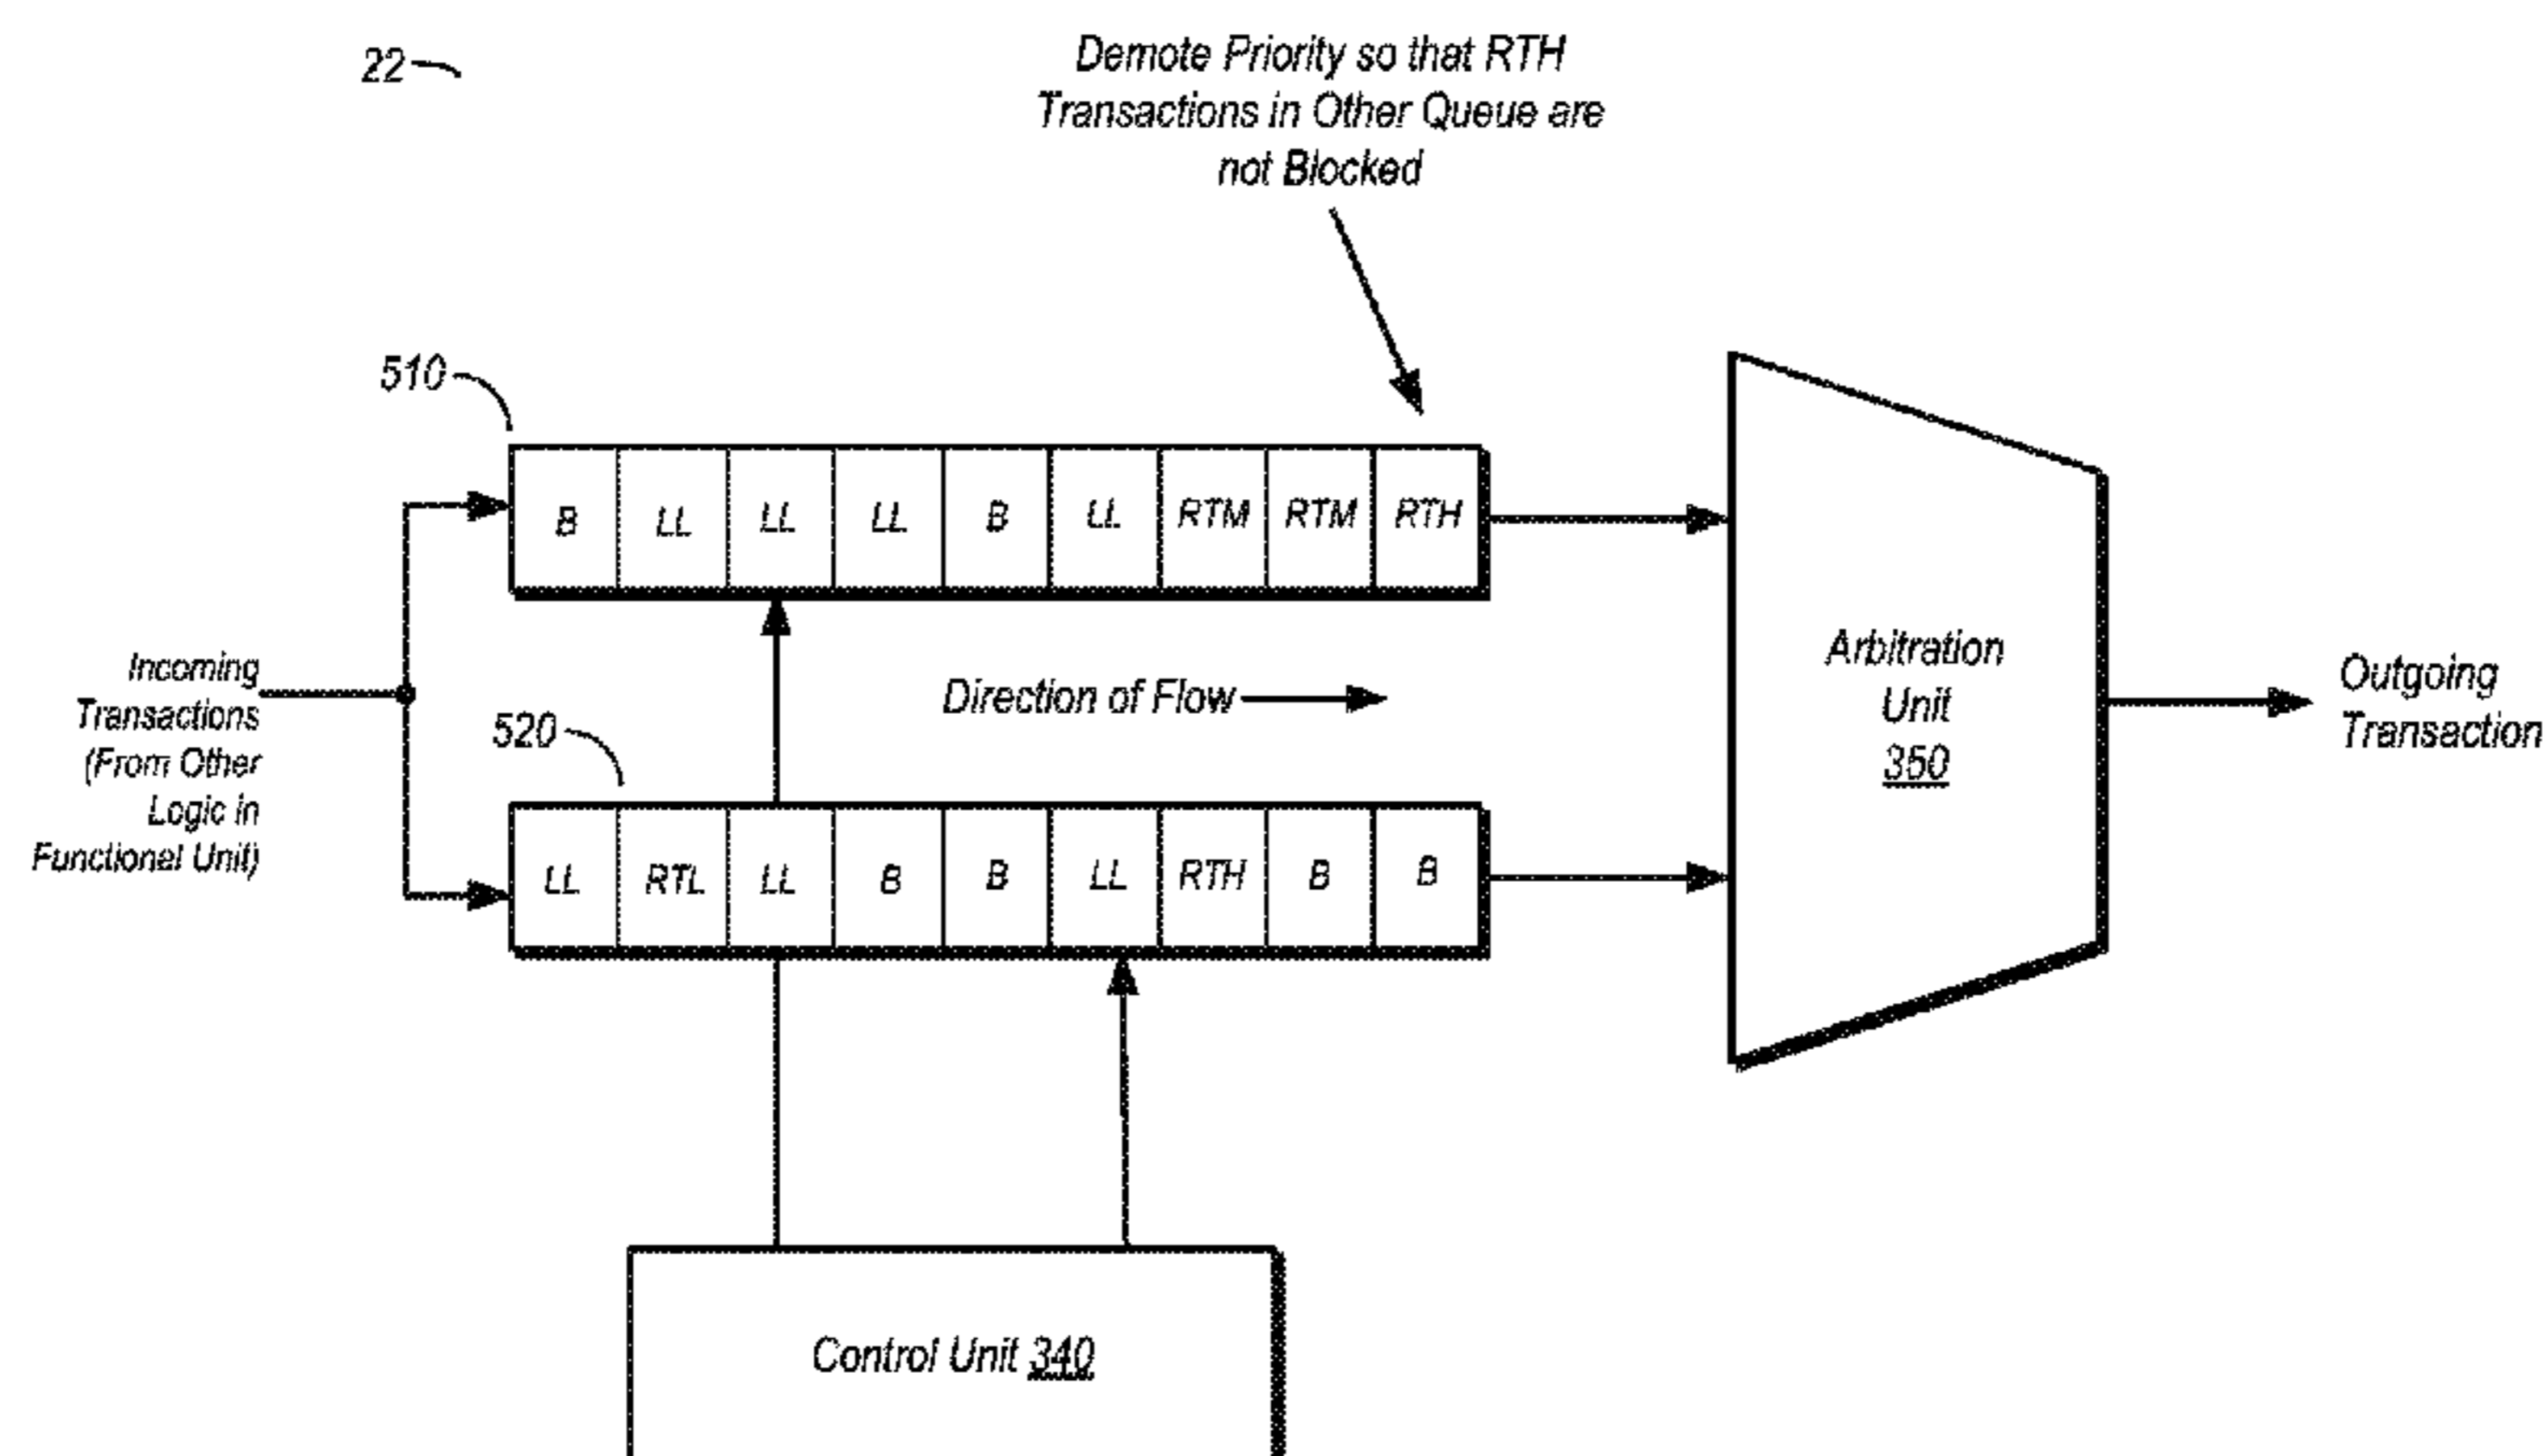 22
Demote Priority so that RTH
Transactions in Other Queue are
not Blocked
510
B LL LL LL B LL RTM RTM RTH
Incoming
Transactions
(From Other
Logic in
Functional Unit)
Direction of Flow
520
LL RTL LL B B LL RTH B B
Arbitration
Unit
350
Outgoing
Transaction
Control Unit 340